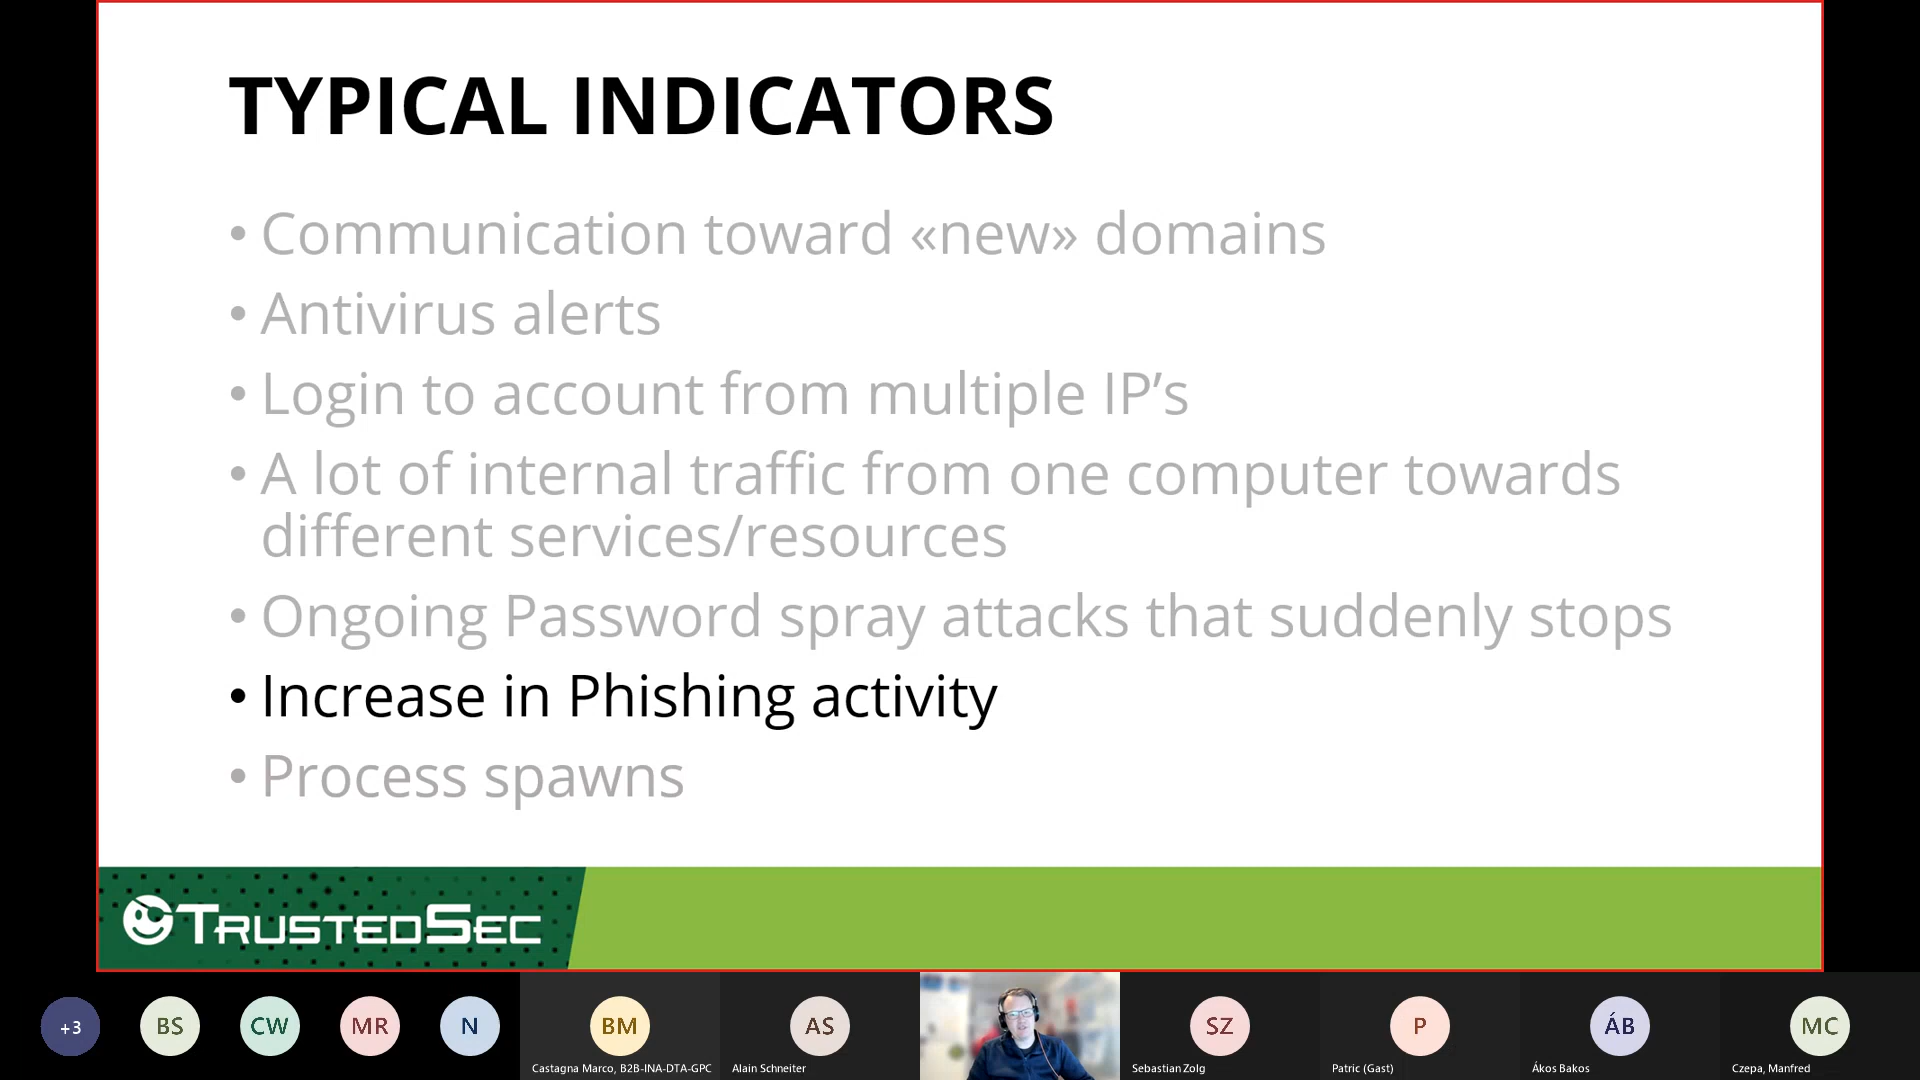 TYPICAL INDICATORS
• Communication toward «new» domains
• Antivirus alerts
• Login to account from multiple IP’s
• A lot of internal traffic from one computer towards
different services/resources
• Ongoing Password spray attacks that suddenly stops
• Increase in Phishing activity
• Process spawns
TRUSTEDSEC
+3
BS
CW
MR
N
BM
AS
SZ
P
ÁB
MC
Castagna Marco, B2B-INA-DTA-GPC
Alain Schneiter
Sebastian Zolg
Patric (Gast)
Ákos Bakos
Czepa, Manfred